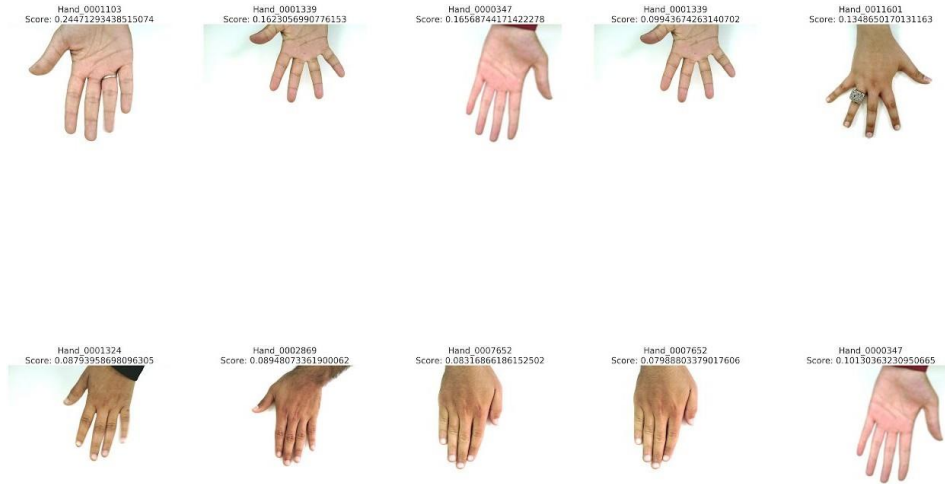 Hand_0001103
Score: 0.24471293438515074
Hand_0001339
Score: 0.1623056990776153
Hand_0000347
Score: 0.16568744171422278
Hand_0001339
Score: 0.09943674263140702
Hand_0011601
Score: 0.1348650170131163
Hand_0001324
Score: 0.08793958698096305
Hand_0002869
Score: 0.08948073361900062
Hand_0007652
Score: 0.08316866186152502
Hand_0007652
Score: 0.07988803379017606
Hand_0000347
Score: 0.10130363230950665